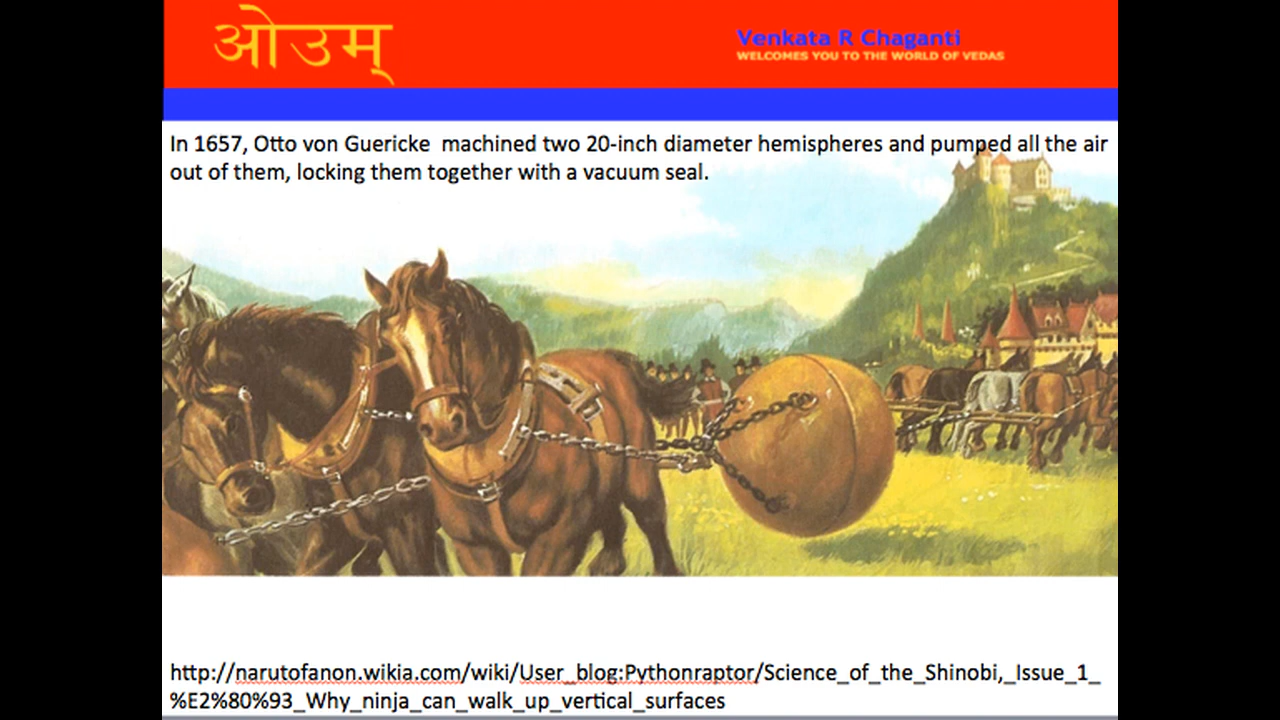 ओउम्
Venkata R Chaganti
WELCOMES YOU TO THE WORLD OF VEDAS
In 1657, Otto von Guericke  machined two 20-inch diameter hemispheres and pumped all the air
out of them, locking them together with a vacuum seal.
http://narutofanon.wikia.com/wiki/User_blog:Pythonraptor/Science_of_the_Shinobi,_Issue_1_
%E2%80%93_Why_ninja_can_walk_up_vertical_surfaces